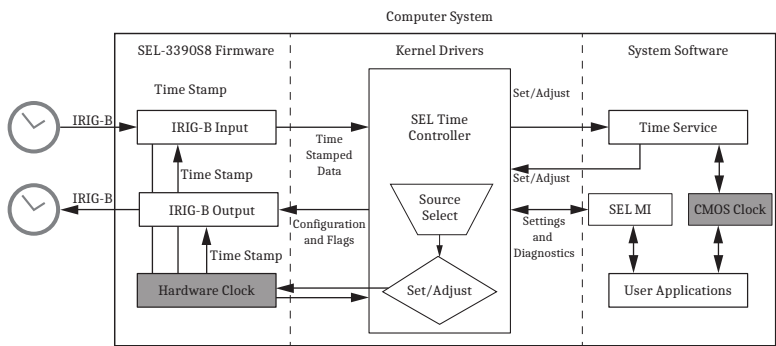 Computer System
SEL-3390S8 Firmware
Kernel Drivers
System Software
Time Stamp
IRIG-B
IRIG-B Input
Time
Stamped
Data
SEL Time
Controller
Set/Adjust
Time Service
Time Stamp
Set/Adjust
IRIG-B
IRIG-B Output
Configuration
and Flags
Source
Select
Settings
and
Diagnostics
SEL MI
CMOS Clock
Time Stamp
Hardware Clock
Set/Adjust
User Applications